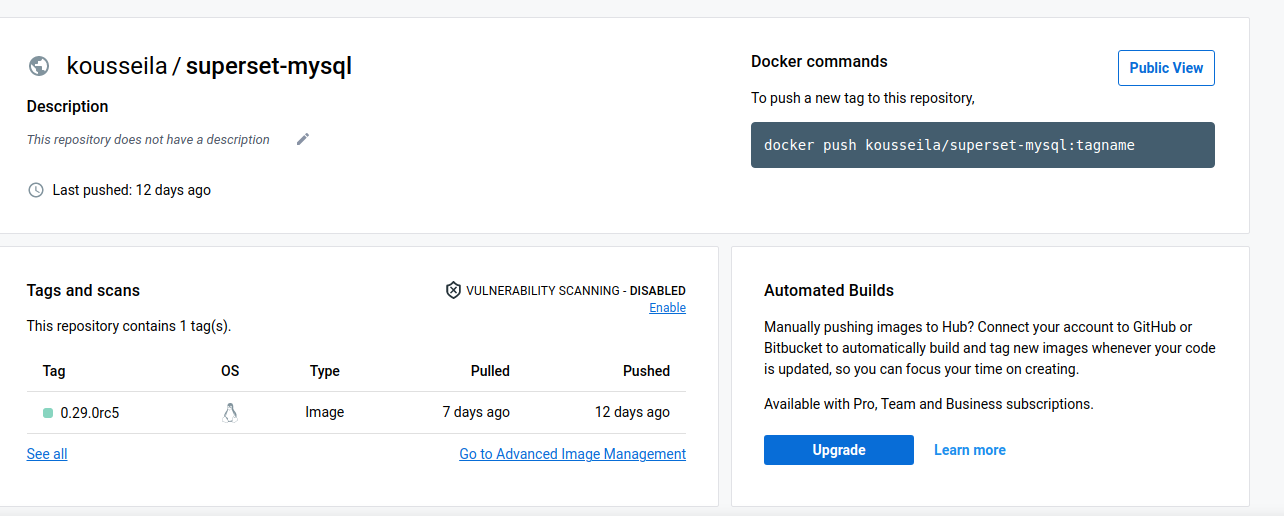 kousseila / superset-mysql
Description
This repository does not have a description
Last pushed: 12 days ago
Docker commands
Public View
To push a new tag to this repository,
docker push kousseila/superset-mysql:tagname
Tags and scans
VULNERABILITY SCANNING - DISABLED
Enable
This repository contains 1 tag(s).
Tag OS Type Pulled Pushed
0.29.0rc5 Image 7 days ago 12 days ago
See all Go to Advanced Image Management
Automated Builds
Manually pushing images to Hub? Connect your account to GitHub or
Bitbucket to automatically build and tag new images whenever your code
is updated, so you can focus your time on creating.
Available with Pro, Team and Business subscriptions.
Upgrade Learn more